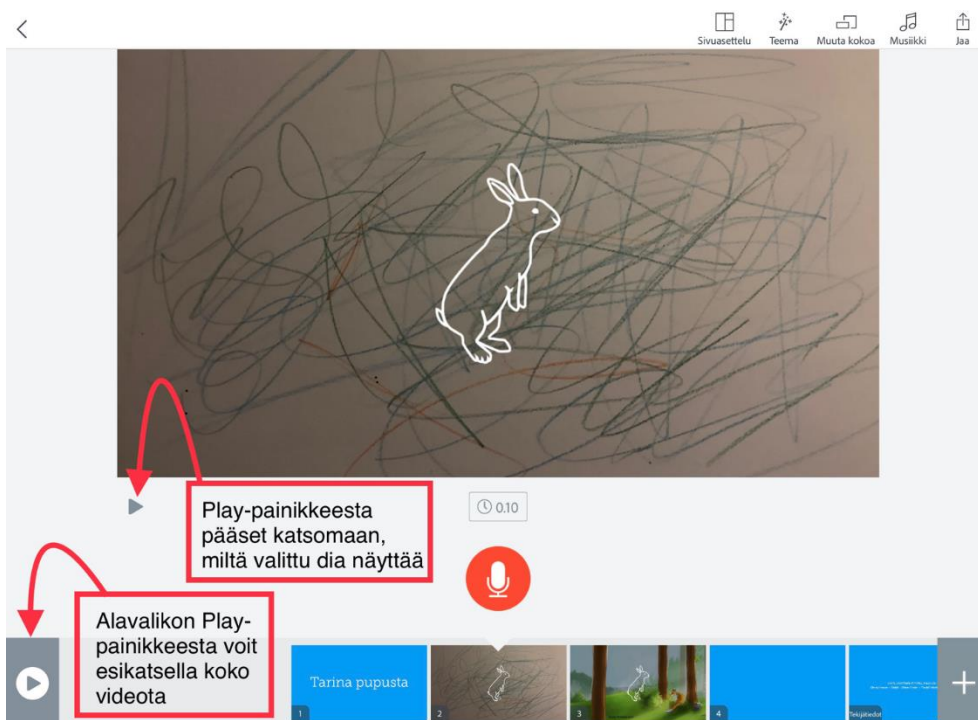 Sivuasettelu
Teema
Muuta kokoa
Musiikki
Jaa
Play-painikkeesta
pääset katsomaan,
miltä valittu dia näyttää
0.10
Alavalikon Play-
painikkeesta voit
esikatsella koko
videota
Tarina pupusta
1
2
3
4
Tekijätiedot